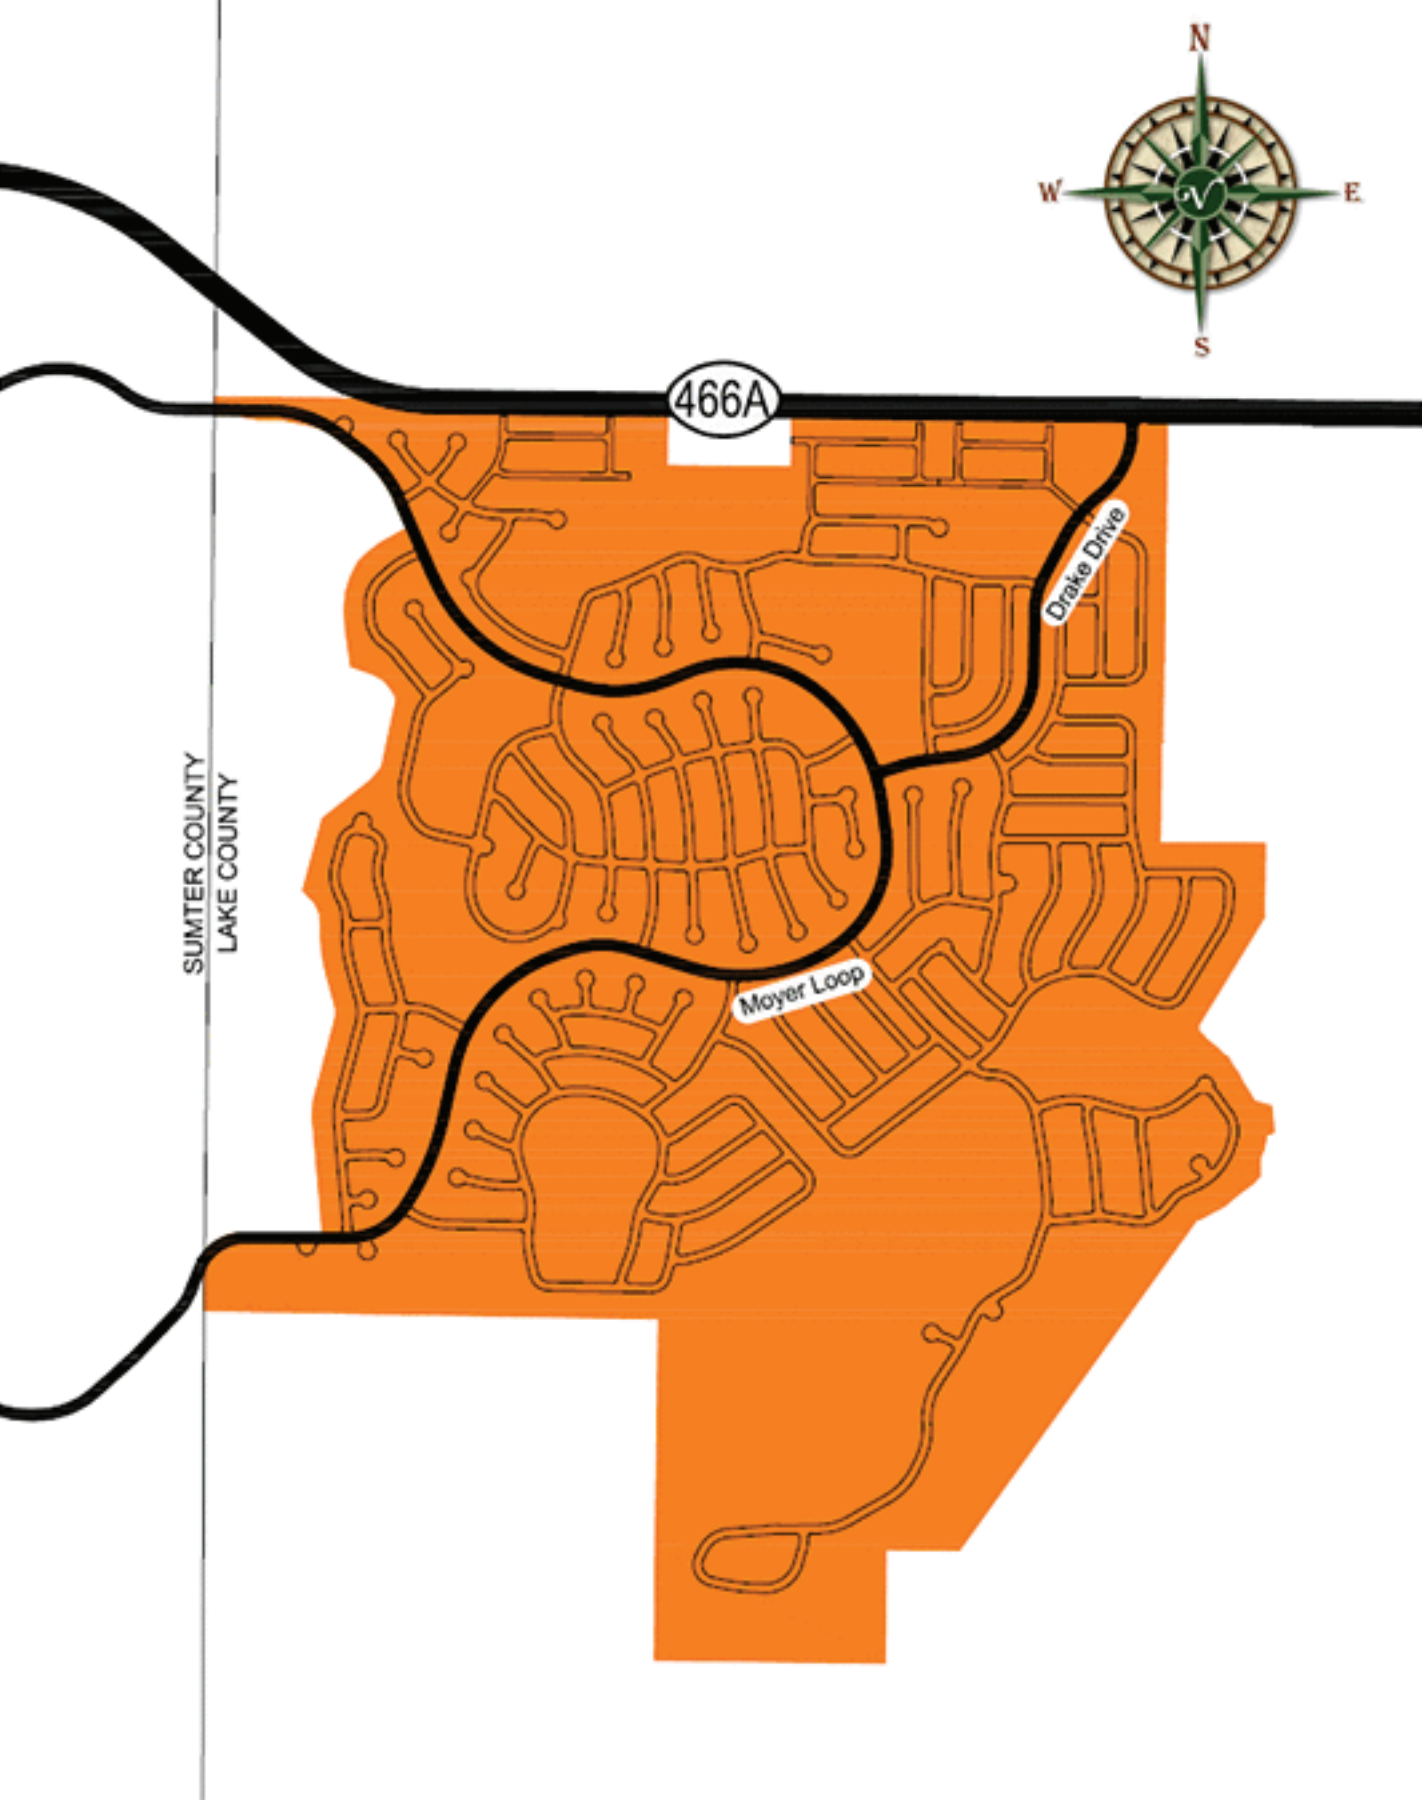 N
W
V
E
S
466A
Drake Drive
SUMTER COUNTY
LAKE COUNTY
Moyer Loop